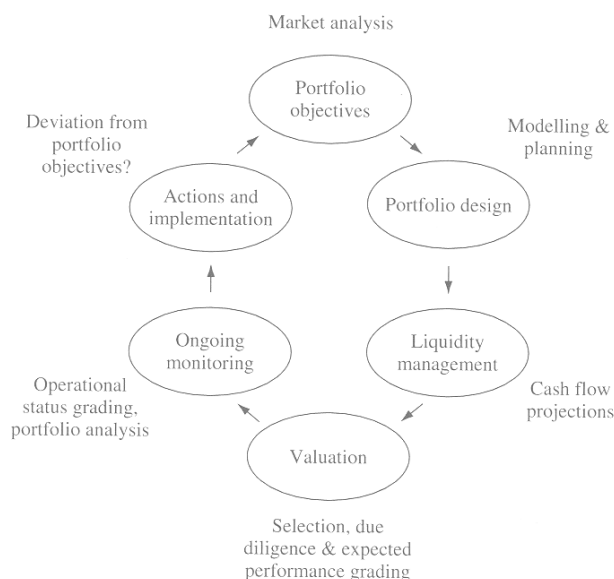 Market analysis
Portfolio
objectives
Modelling &
planning
Portfolio design
Liquidity
management
Cash flow
projections
Valuation
Selection, due
diligence & expected
performance grading
Ongoing
monitoring
Operational
status grading,
portfolio analysis
Actions and
implementation
Deviation from
portfolio
objectives?